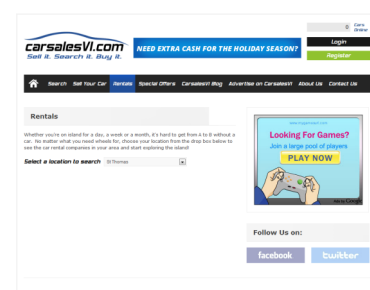 carsalesVI.com
Sell it. Search it. Buy it.
NEED EXTRA CASH FOR THE HOLIDAY SEASON?
0 Cars Online
Login
Register
Search Sell Your Car Rentals Special Offers CarsalesVI Blog Advertise on CarsalesVI About Us Contact Us
Rentals
Whether you're on island for a day, a week or a month, it's hard to get from A to B without a
car. No matter what you need wheels for, choose your location from the drop box below to
see the car rental companies in your area and start exploring the island!
Select a location to search St Thomas
Looking For Games?
Join a large pool of players
PLAY NOW
Follow Us on:
facebook
twitter